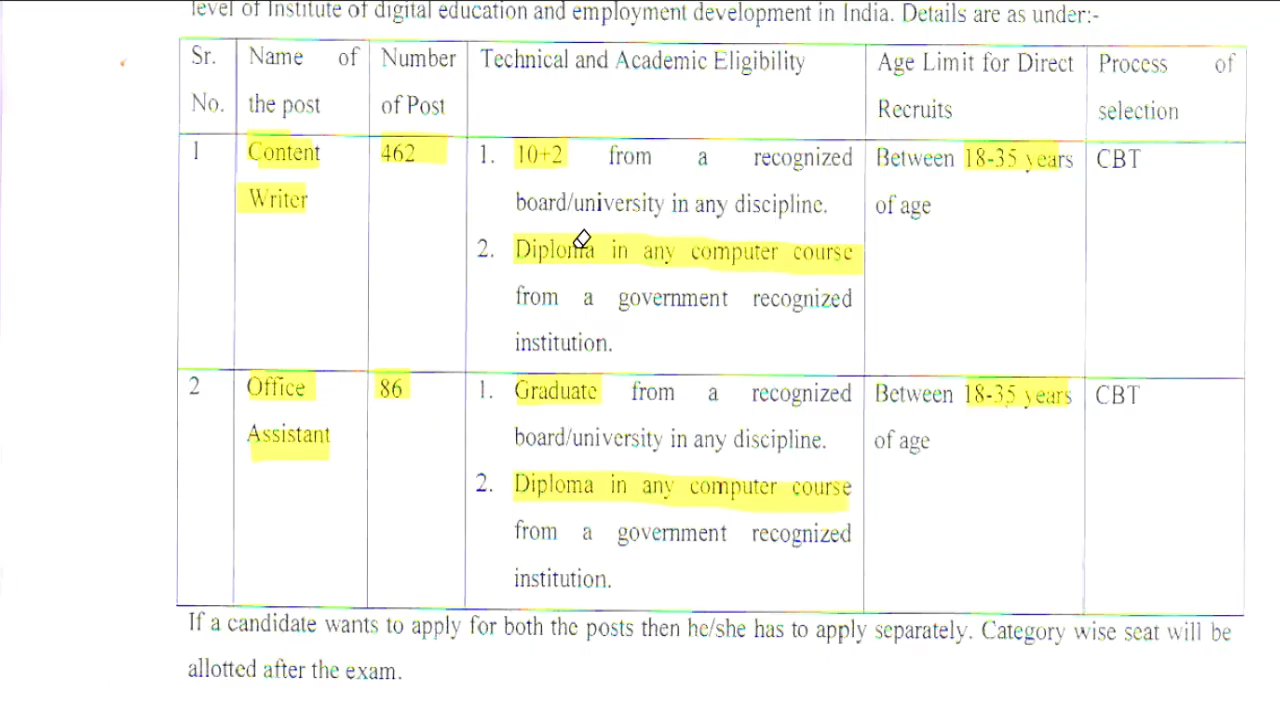 level of Institute of digital education and employment development in India. Details are as under:-
Sr. No.
Name of the post
Number of Post
Technical and Academic Eligibility
Age Limit for Direct Recruits
Process of selection
1
Content
Writer
462
1. 10+2 from a recognized
board/university in any discipline.
2. Diploma in any computer course
from a government recognized
institution.
Between 18-35 years
of age
CBT
2
Office
Assistant
86
1. Graduate from a recognized
board/university in any discipline.
2. Diploma in any computer course
from a government recognized
institution.
Between 18-35 years
of age
CBT
If a candidate wants to apply for both the posts then he/she has to apply separately. Category wise seat will be
allotted after the exam.